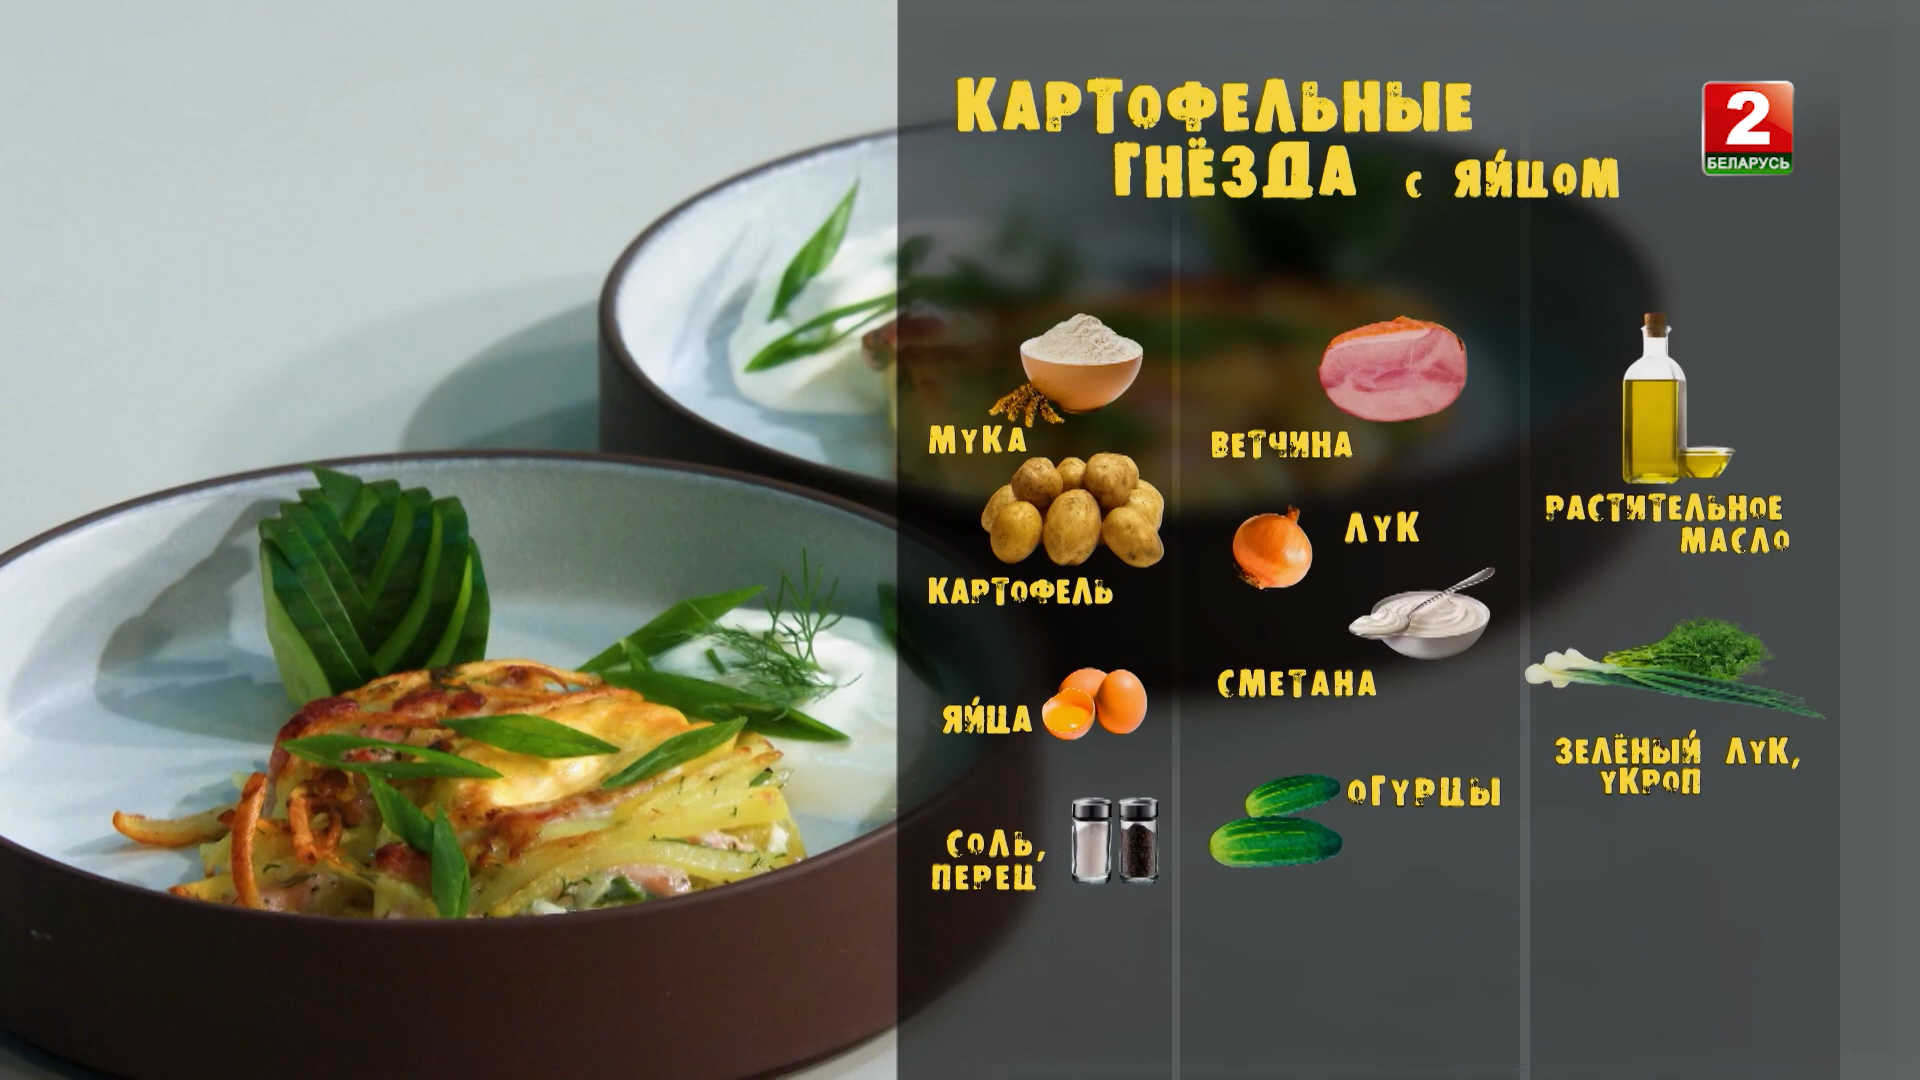 КАРТОФЕЛЬНЫЕ
ГНЁЗДА с ЯЙЦОМ
2
БЕЛАРУСЬ
МУКА
КАРТОФЕЛЬ
ЯЙЦА
СОЛЬ,
ПЕРЕЦ
ВЕТЧИНА
ЛУК
СМЕТАНА
ОГУРЦЫ
РАСТИТЕЛЬНОЕ
МАСЛО
ЗЕЛЁНЫЙ ЛУК,
УКРОП